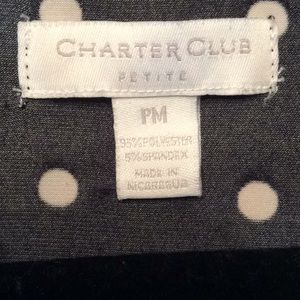 CHARTER CLUB
PETITE
PM
95% POLYESTER
5% SPANDEX
MADE IN
NICARAGUA